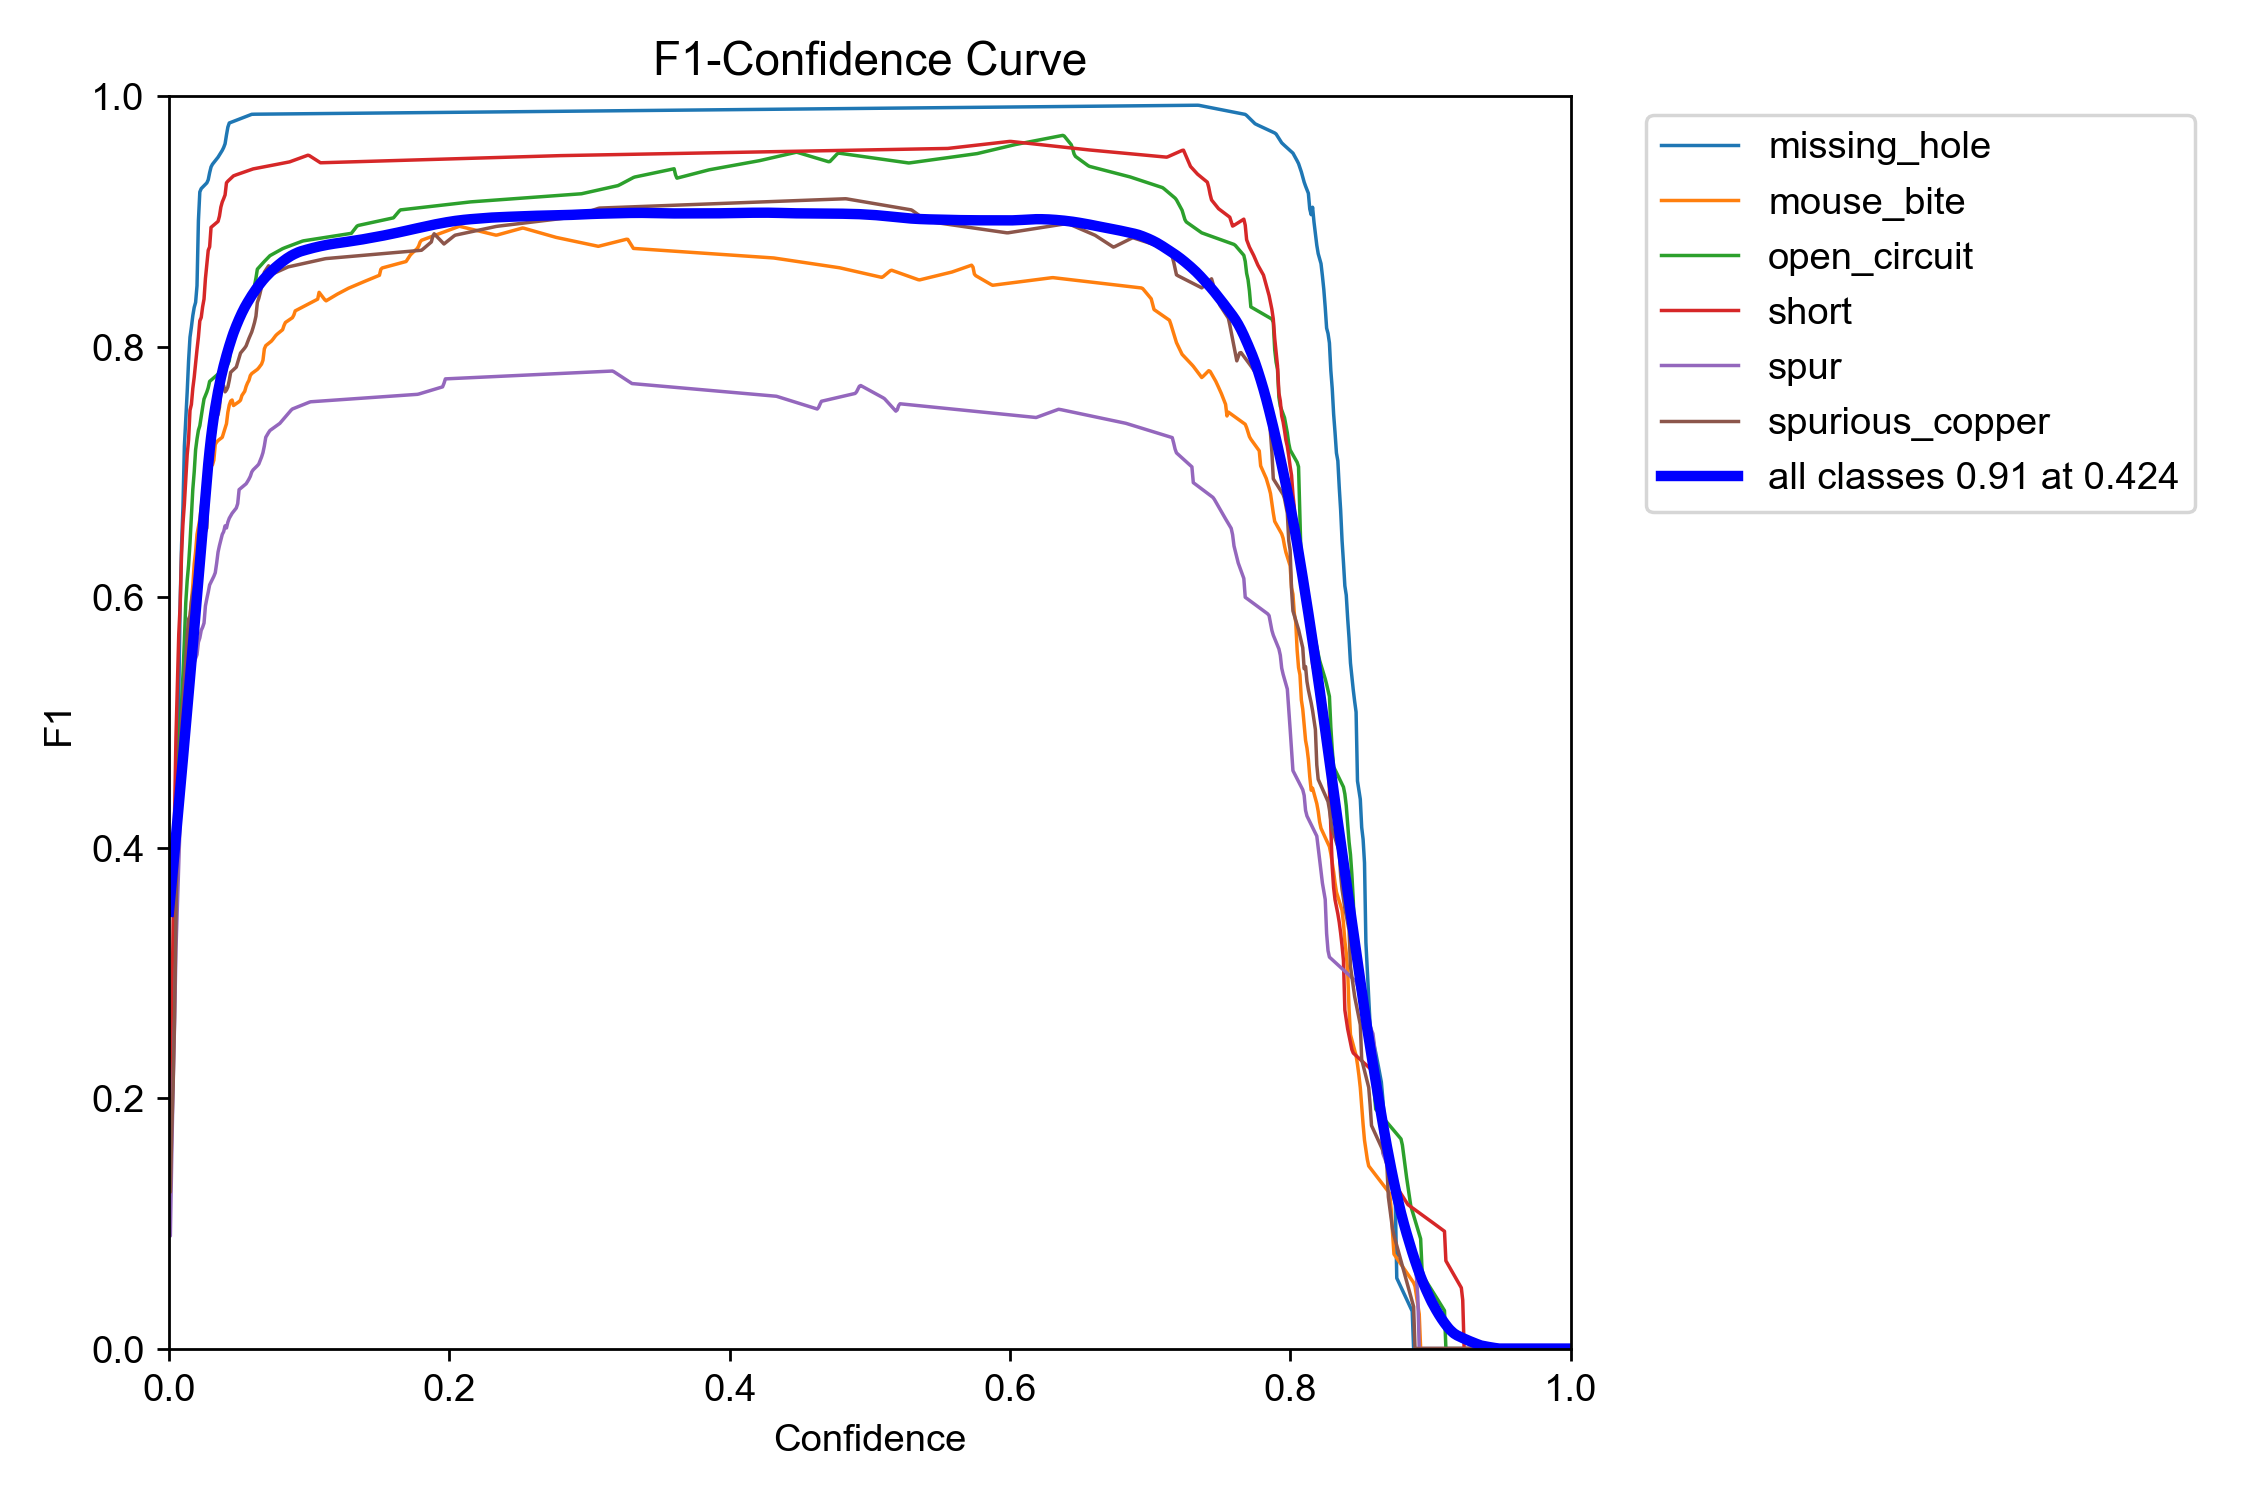 F1-Confidence Curve
1.0
0.8
0.6
0.4
0.2
0.0
F1
0.0 0.2 0.4 0.6 0.8 1.0
Confidence
missing_hole
mouse_bite
open_circuit
short
spur
spurious_copper
all classes 0.91 at 0.424